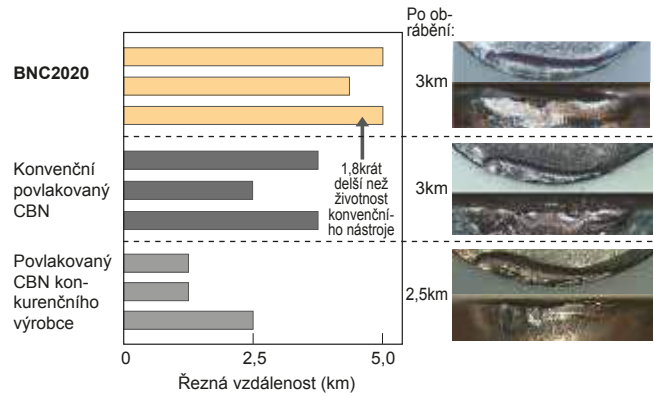 Po ob-
rábění:
BNC2020
3km
Konvenční
povlakovaný
CBN
1,8krát
delší než
životnost
konvenční-
ho nástroje
3km
Povlakovaný
CBN kon-
kurenčního
výrobce
2,5km
0 2,5 5,0
Řezná vzdálenost (km)